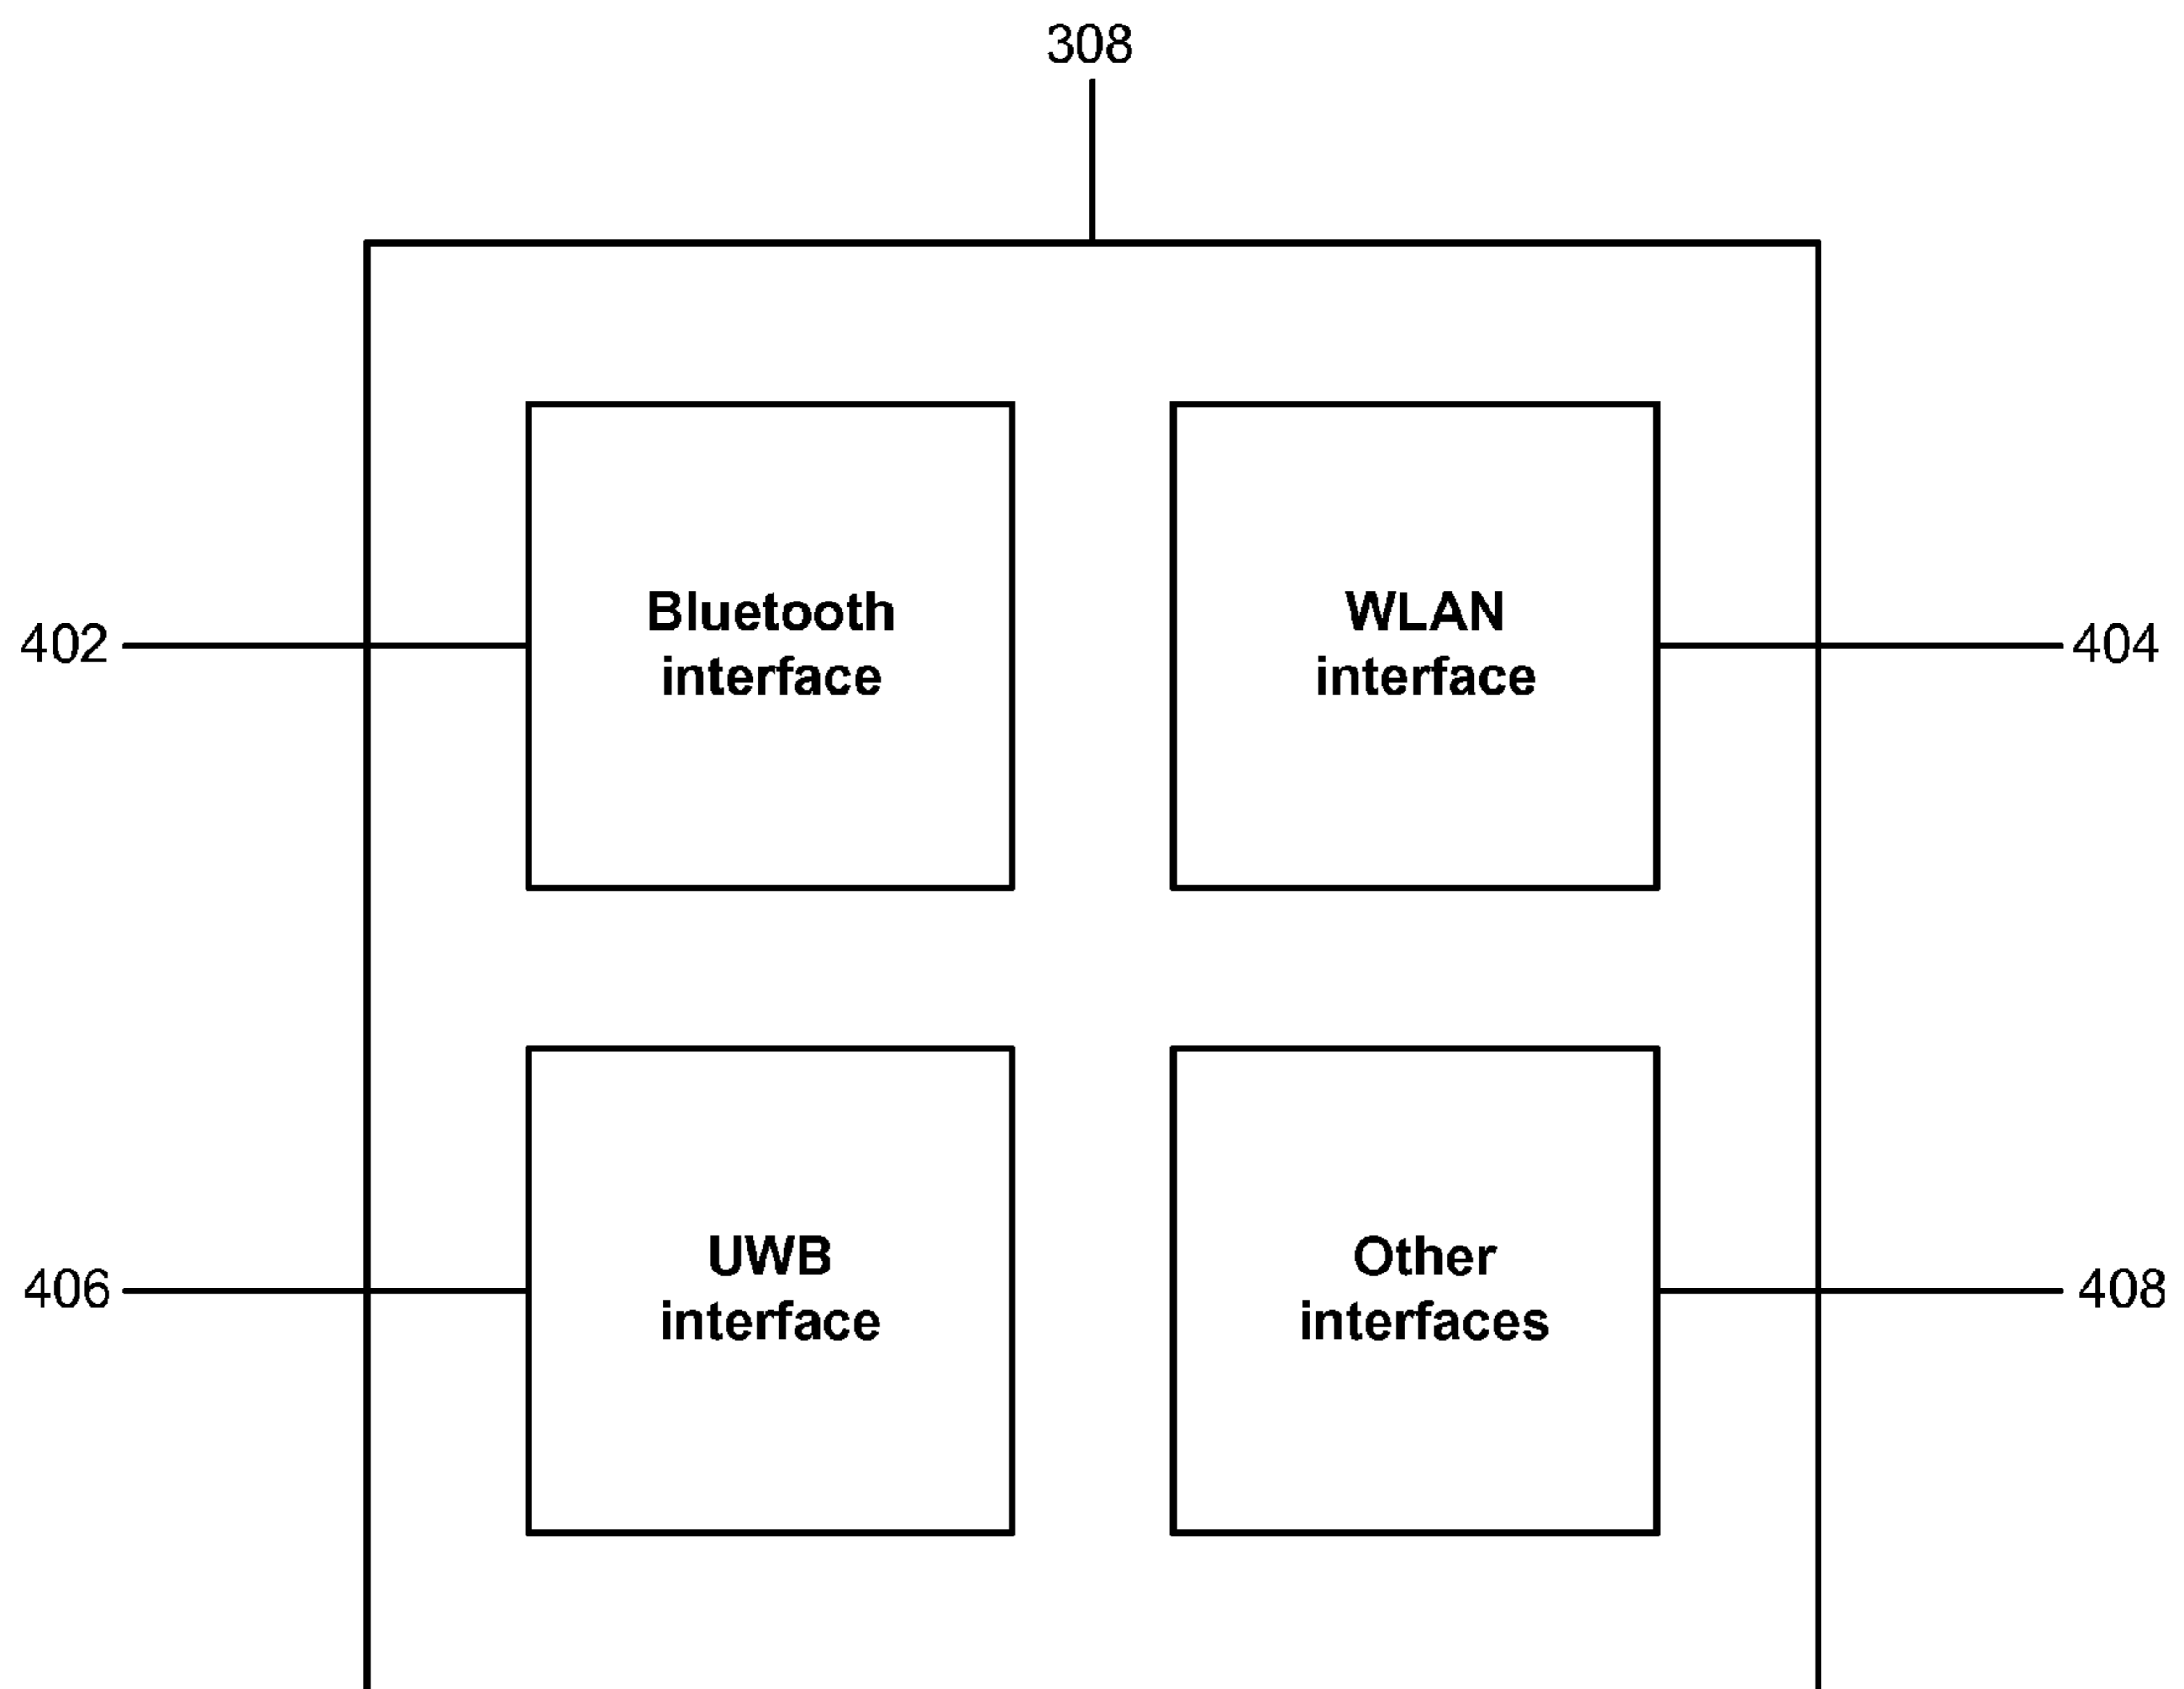 308
Bluetooth
interface
WLAN
interface
402
404
UWB
interface
Other
interfaces
406
408